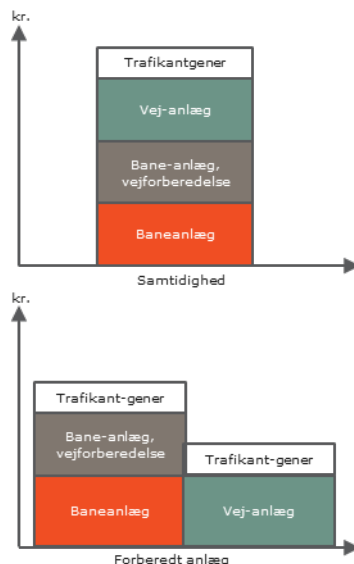 kr.
Trafikantgener
Vej-anlæg
Bane-anlæg,
vejforberedelse
Baneanlæg
Samtidighed
kr.
Trafikant-gener
Bane-anlæg,
vejforberedelse
Trafikant-gener
Baneanlæg
Vej-anlæg
Forberedt anlæg